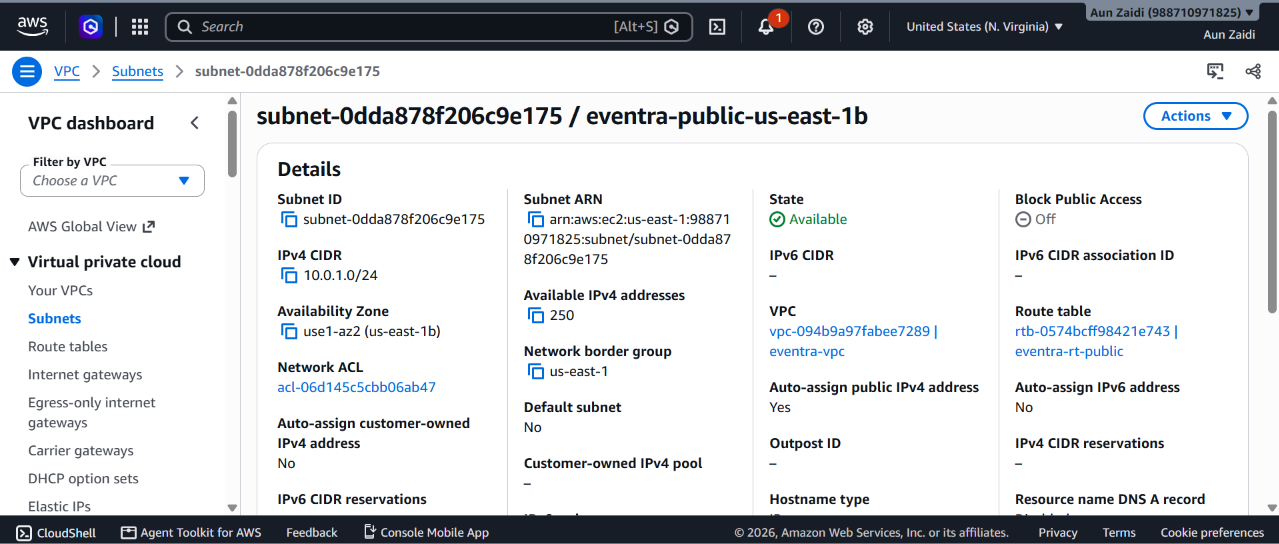 aws
Search
[Alt+S]
1
United States (N. Virginia)
Aun Zaidi (988710971825)
Aun Zaidi
VPC
Subnets
subnet-0dda878f206c9e175
VPC dashboard
Filter by VPC
Choose a VPC
AWS Global View
Virtual private cloud
Your VPCs
Subnets
Route tables
Internet gateways
Egress-only internet
gateways
Carrier gateways
DHCP option sets
Elastic IPs
subnet-0dda878f206c9e175 / eventra-public-us-east-1b
Actions
Details
Subnet ID
subnet-0dda878f206c9e175
IPv4 CIDR
10.0.1.0/24
Availability Zone
use1-az2 (us-east-1b)
Network ACL
acl-06d145c5cbb06ab47
Auto-assign customer-owned
IPv4 address
No
IPv6 CIDR reservations
Subnet ARN
arn:aws:ec2:us-east-1:98871
0971825:subnet/subnet-0dda87
8f206c9e175
Available IPv4 addresses
250
Network border group
us-east-1
Default subnet
No
Customer-owned IPv4 pool
–
State
Available
IPv6 CIDR
–
VPC
vpc-094b9a97fabee7289 |
eventra-vpc
Auto-assign public IPv4 address
Yes
Outpost ID
–
Hostname type
Block Public Access
Off
IPv6 CIDR association ID
–
Route table
rtb-0574bcff98421e743 |
eventra-rt-public
Auto-assign IPv6 address
No
IPv4 CIDR reservations
–
Resource name DNS A record
CloudShell
Agent Toolkit for AWS
Feedback
Console Mobile App
© 2026, Amazon Web Services, Inc. or its affiliates.
Privacy
Terms
Cookie preferences